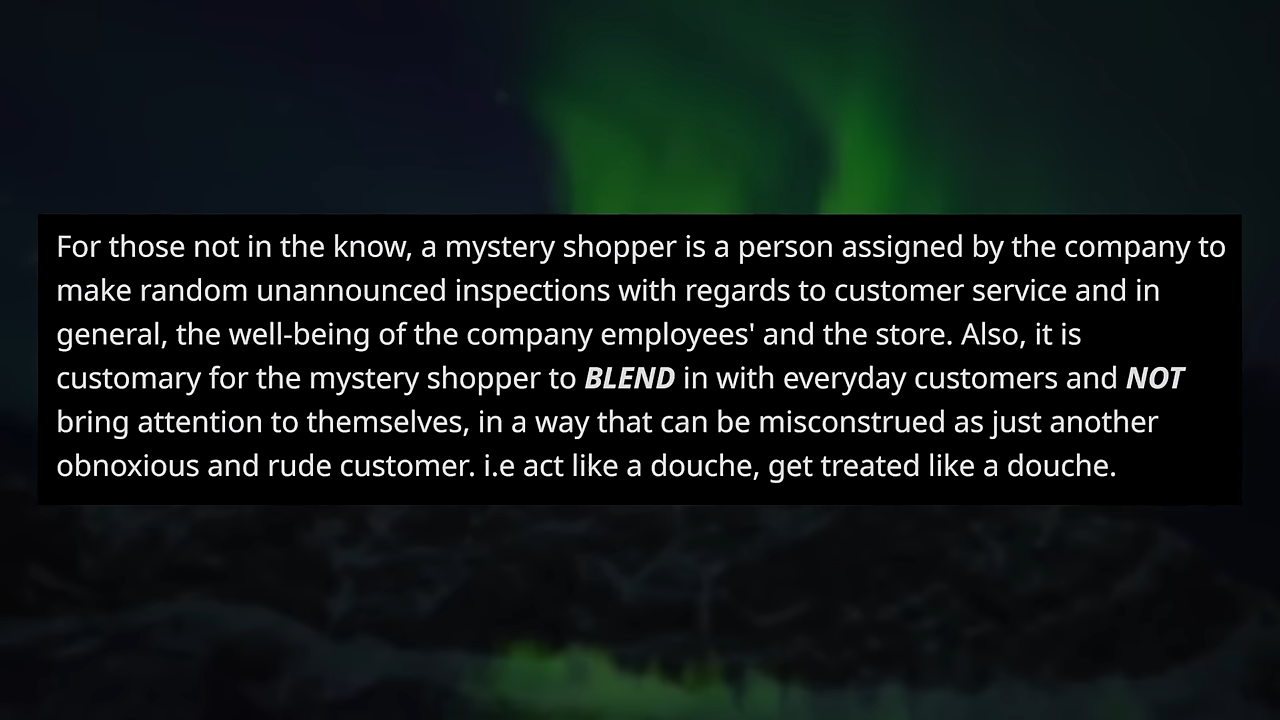 For those not in the know, a mystery shopper is a person assigned by the company to
make random unannounced inspections with regards to customer service and in
general, the well-being of the company employees' and the store. Also, it is
customary for the mystery shopper to BLEND in with everyday customers and NOT
bring attention to themselves, in a way that can be misconstrued as just another
obnoxious and rude customer. i.e act like a douche, get treated like a douche.